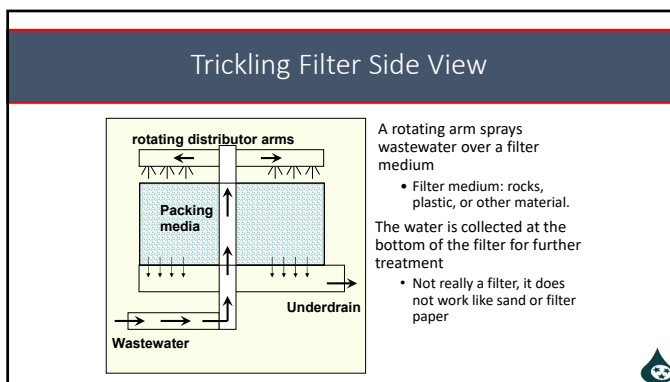 Trickling Filter Side View
rotating distributor arms
Packing
media
Underdrain
Wastewater
A rotating arm sprays
wastewater over a filter
medium
• Filter medium: rocks,
plastic, or other material.
The water is collected at the
bottom of the filter for further
treatment
• Not really a filter, it does
not work like sand or filter
paper